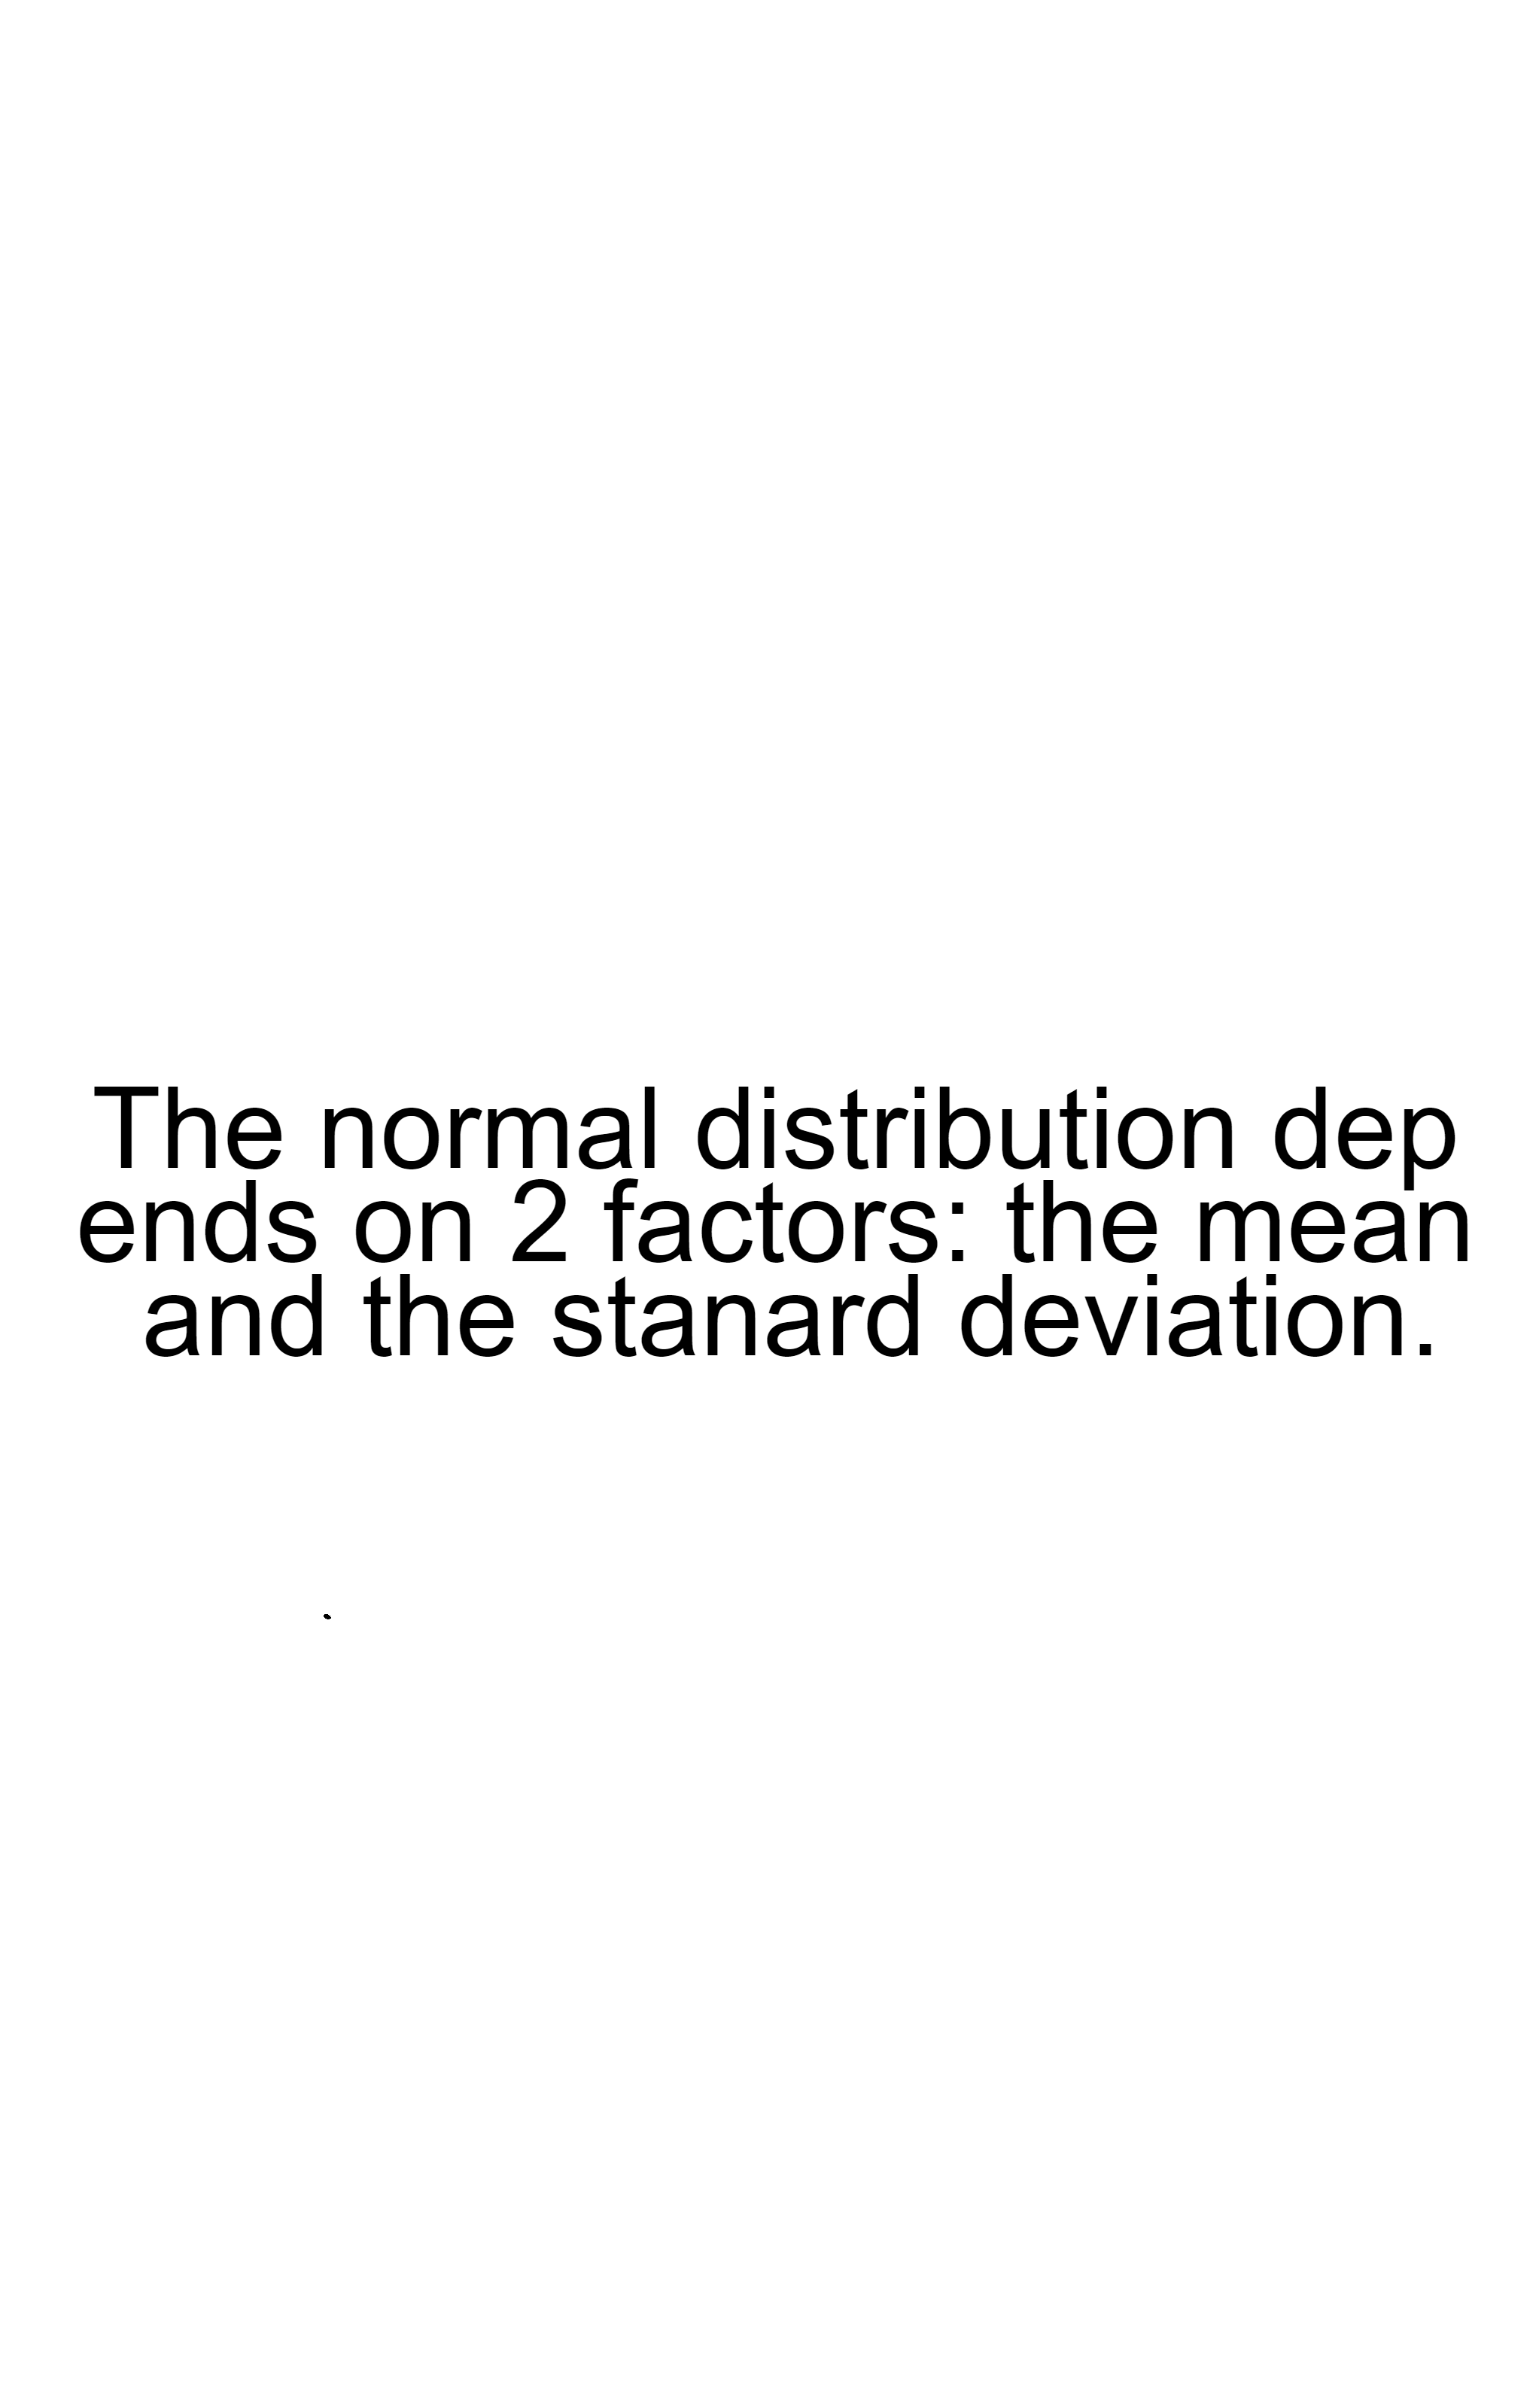 The normal distribution dep
ends on 2 factors: the mean
and the stanard deviation.